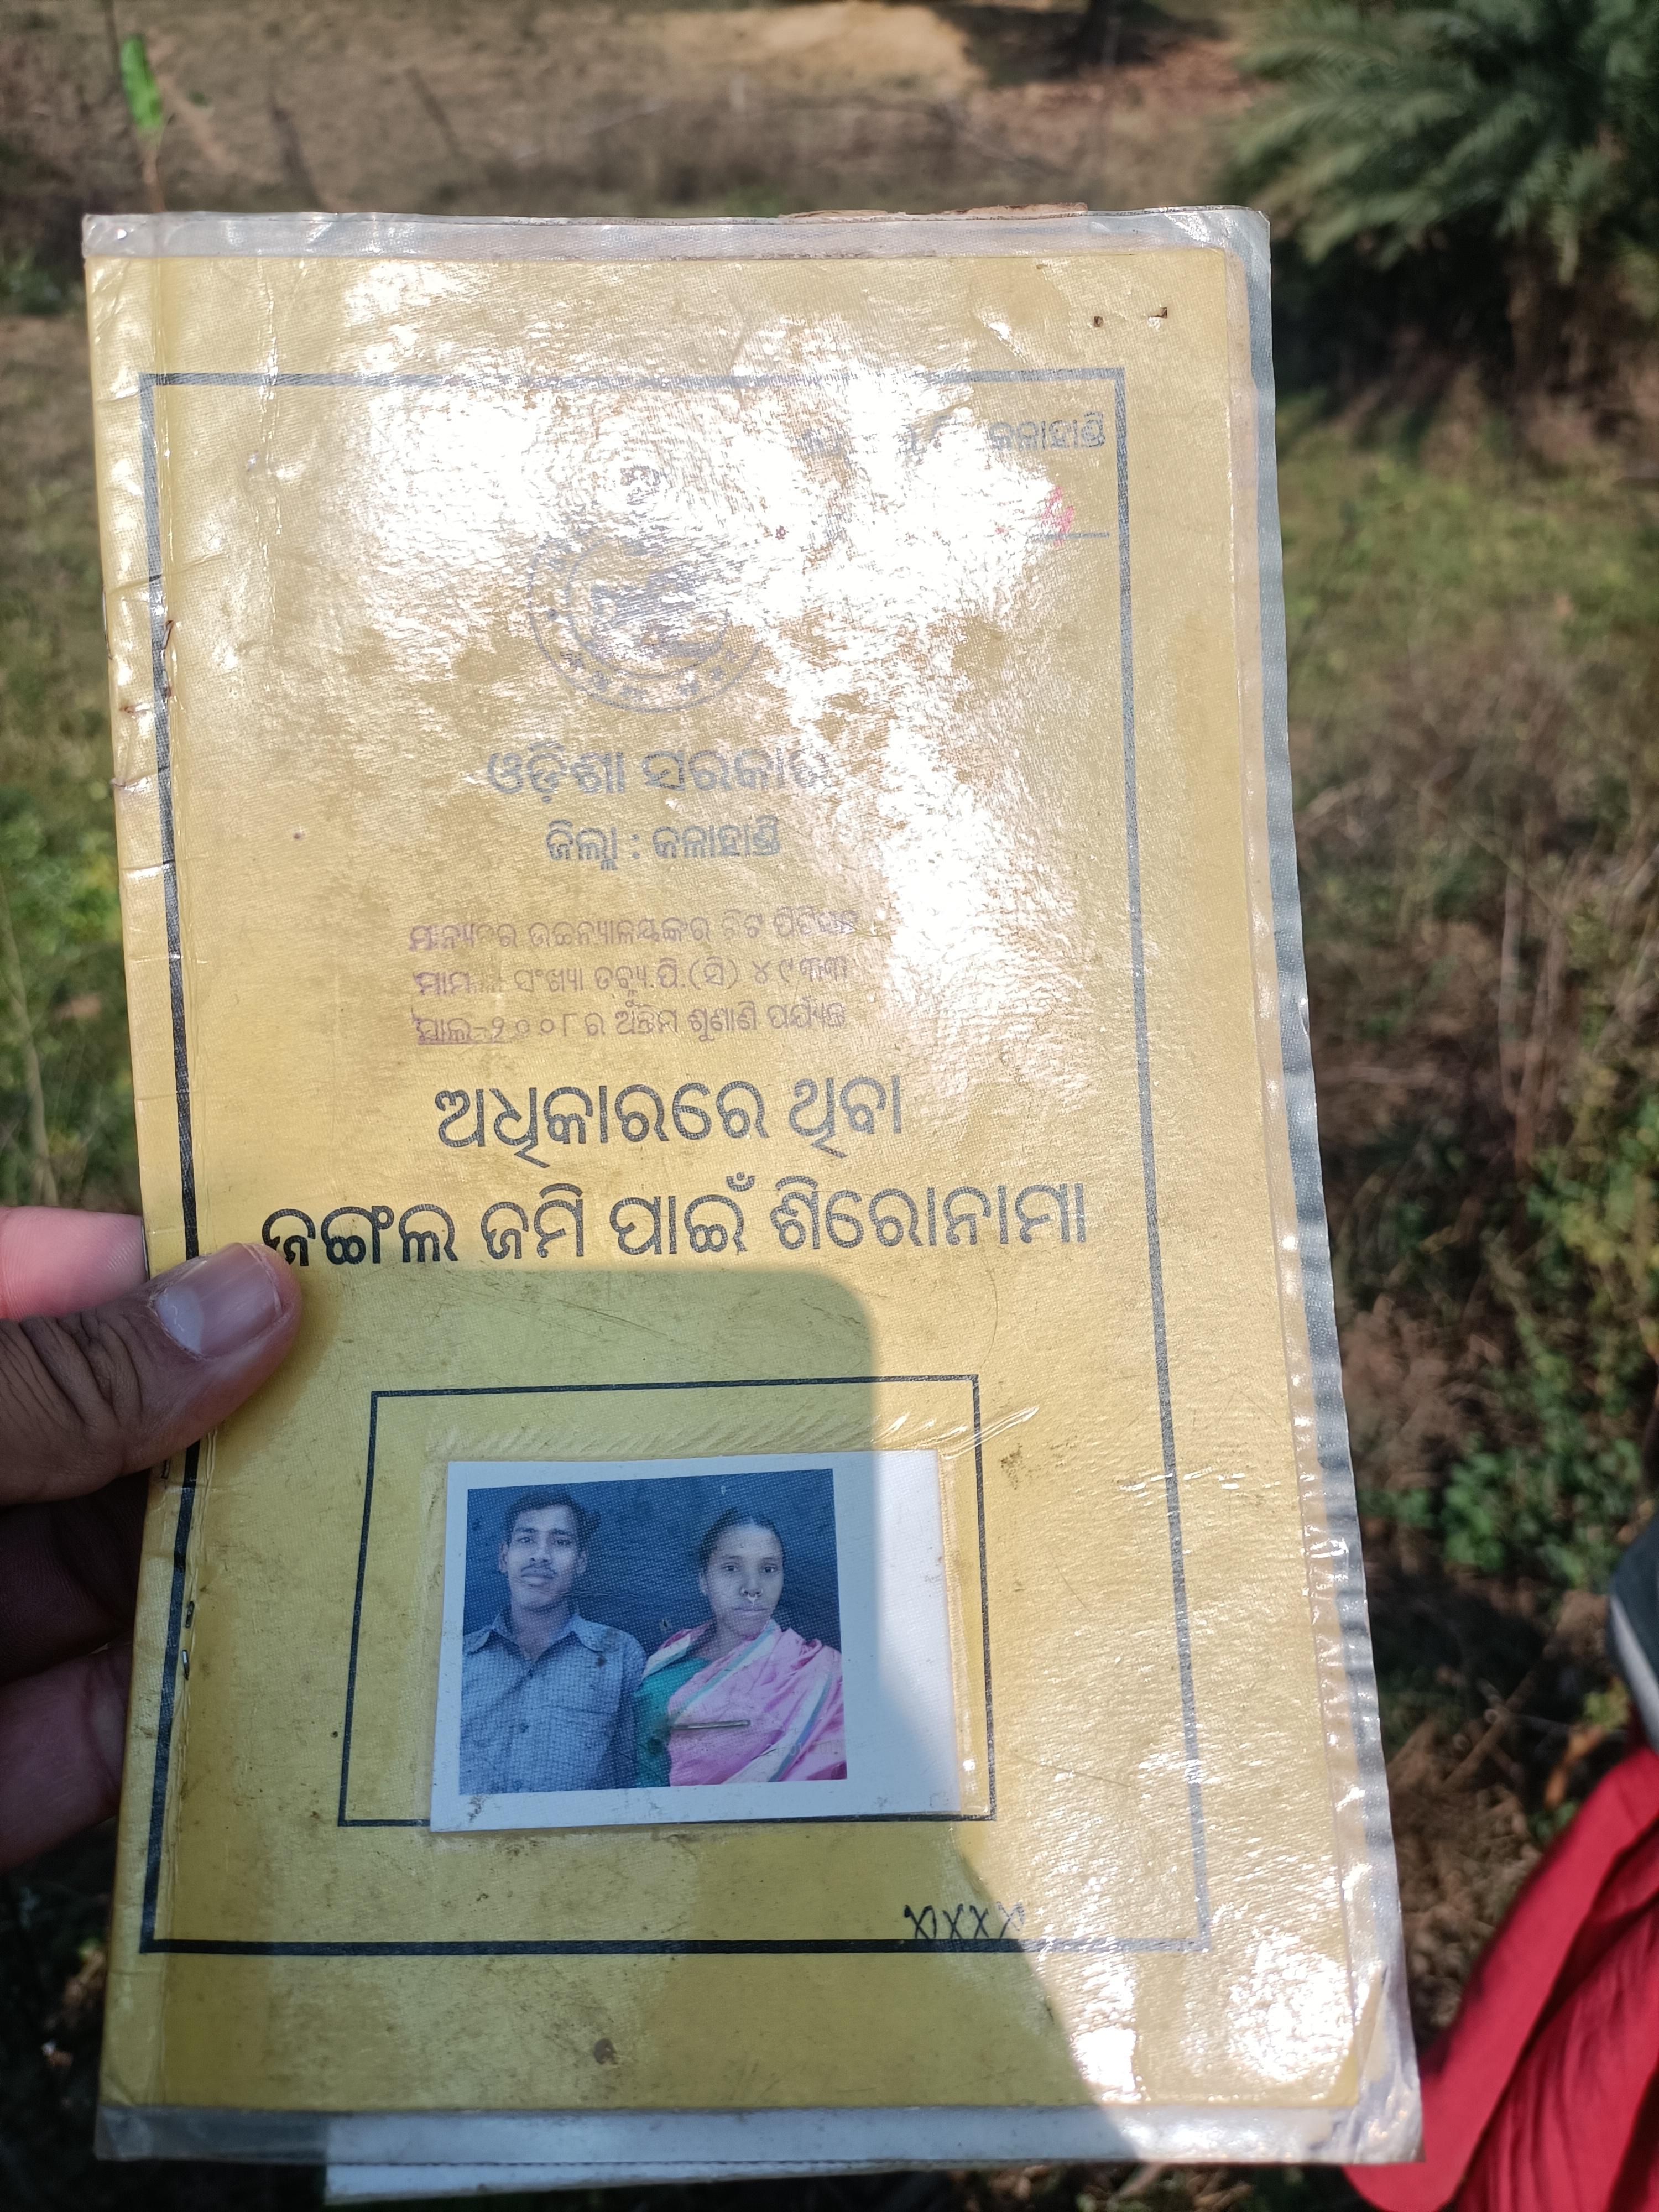 କଳାହାଣ୍ଡି
ଓଡ଼ିଶା ସରକାର
ଜିଲ୍ଲା : କଳାହାଣ୍ଡି
ମାନ୍ୟବର ଉଚ୍ଚନ୍ୟାଳୟଙ୍କର ରିଟ ପିଟିସନ
ସଂଖ୍ୟା ଡବ୍ଲ୍ୟୁ.ପି.(ସି) ୪୯୩୩
ସାଲ-୨୦୦୮ ର ଅନ୍ତିମ ଶୁଣାଣି ପର୍ଯ୍ୟନ୍ତ
ଅଧିକାରରେ ଥିବା
ଜଙ୍ଗଲ ଜମି ପାଇଁ ଶିରୋନାମା